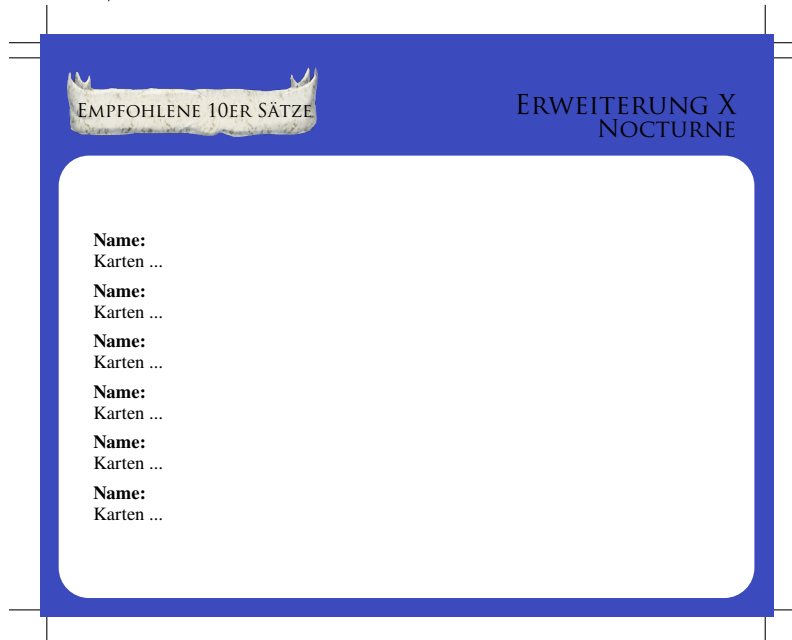 Empfohlene 10er Sätze
Erweiterung X
Nocturne
Name:
Karten ...
Name:
Karten ...
Name:
Karten ...
Name:
Karten ...
Name:
Karten ...
Name:
Karten ...